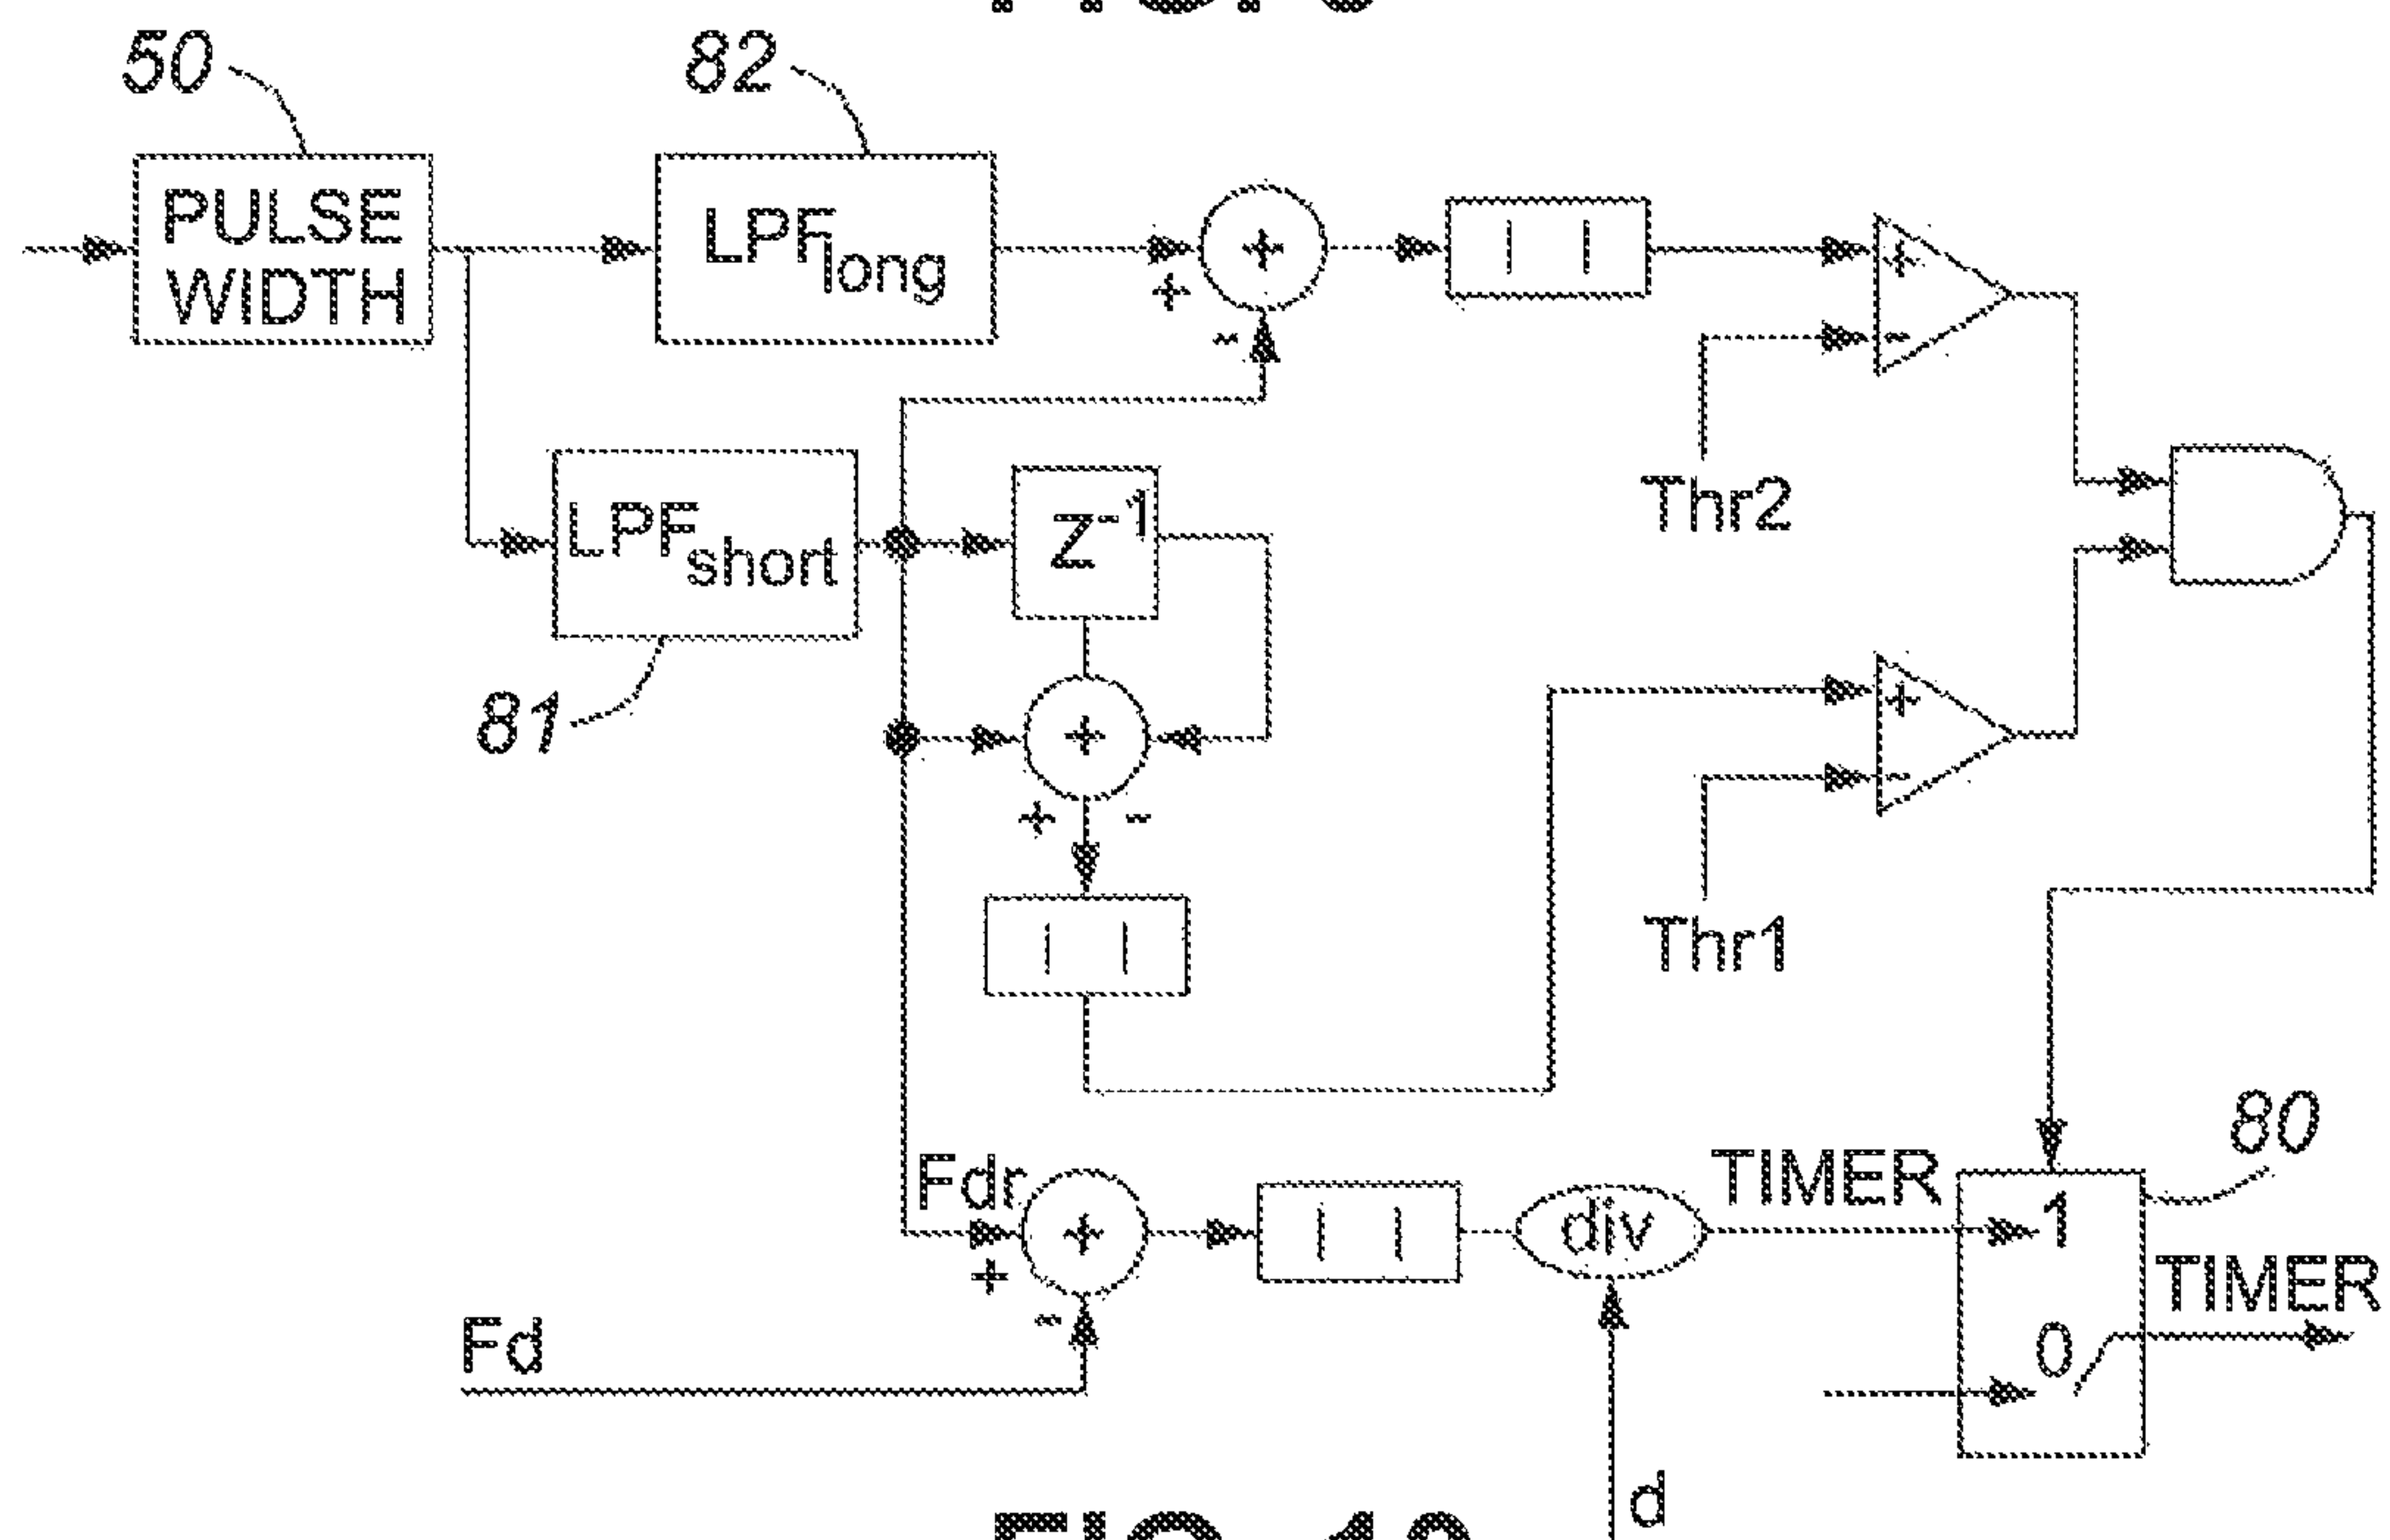 50
82
PULSE
WIDTH
LPFlong
+
+
-
| |
+
-
Thr2
LPFshort
Z-1
81
+
+
-
+
-
| |
Thr1
80
Fdr
+
+
-
| |
div
TIMER
1
TIMER
0
Fd
d